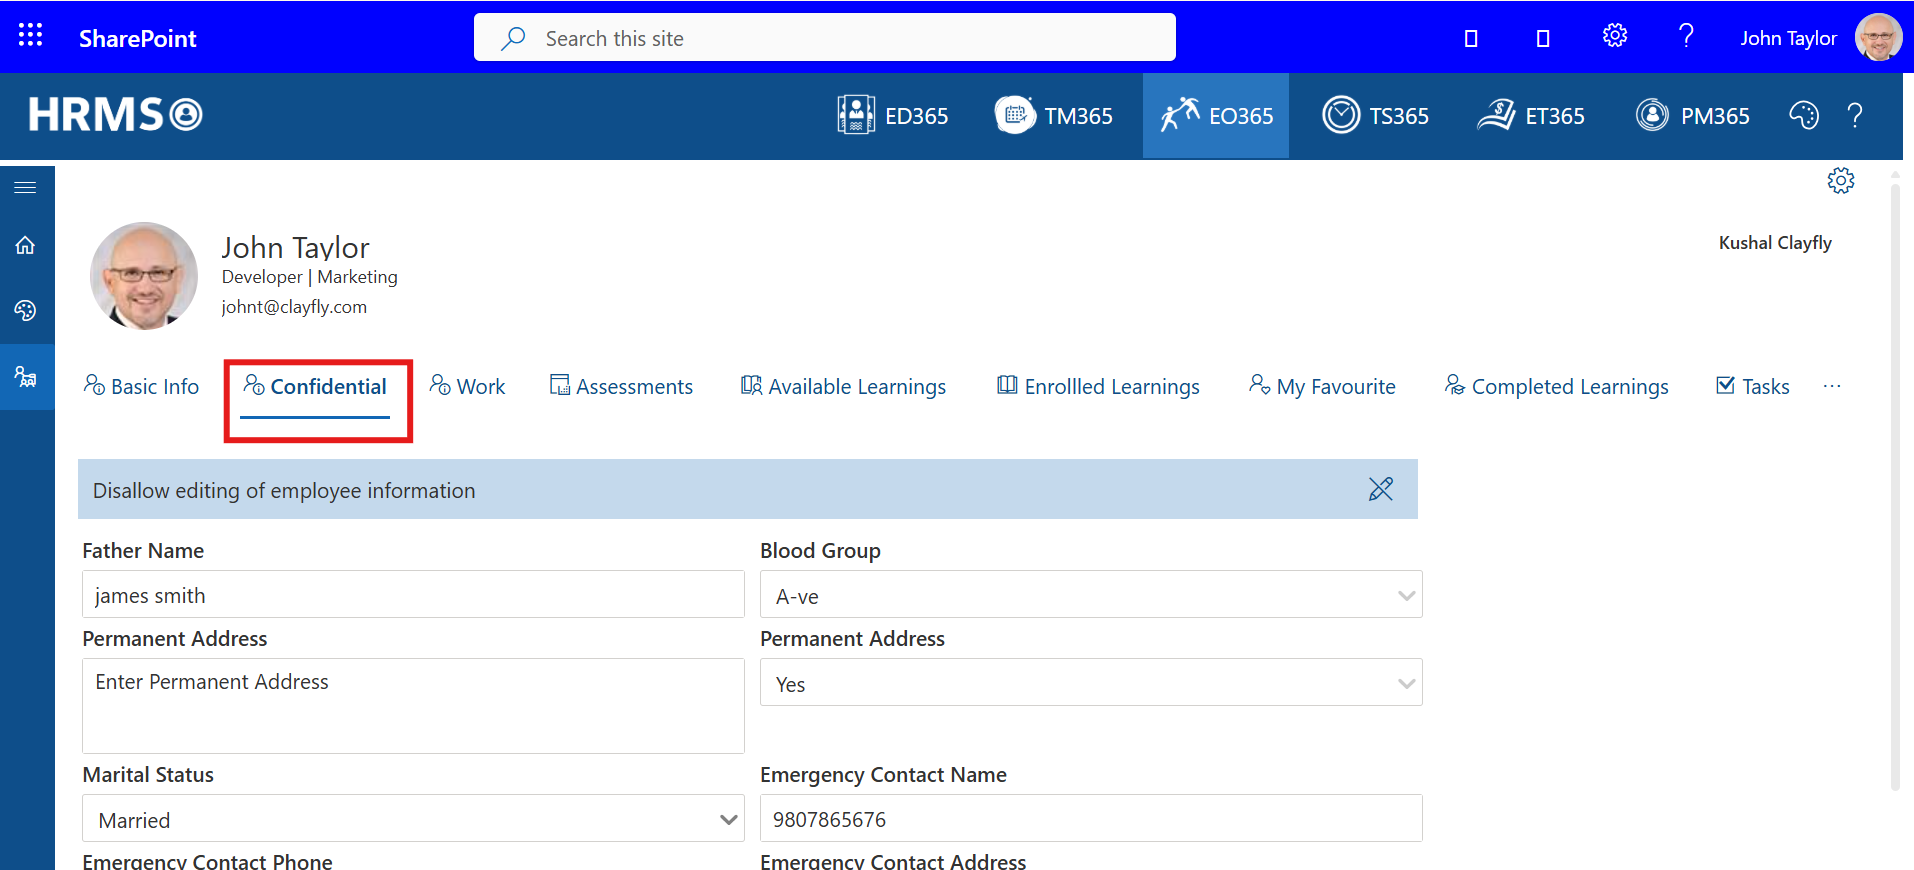 SharePoint
Search this site
John Taylor
HRMS
ED365
TM365
EO365
TS365
ET365
PM365
John Taylor
Developer | Marketing
johnt@clayfly.com
Kushal Clayfly
Basic Info
Confidential
Work
Assessments
Available Learnings
Enrollled Learnings
My Favourite
Completed Learnings
Tasks
Disallow editing of employee information
Father Name
Blood Group
james smith
A-ve
Permanent Address
Permanent Address
Enter Permanent Address
Yes
Marital Status
Emergency Contact Name
Married
9807865676
Emergency Contact Phone
Emergency Contact Address